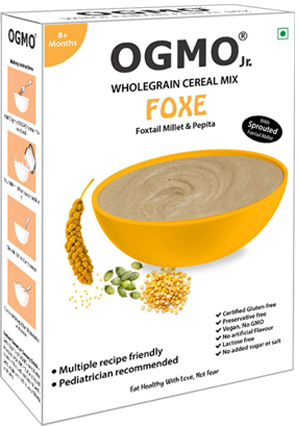 OGMO
8+
Months
OGMO® Jr.
WHOLEGRAIN CEREAL MIX
FOXE
Foxtail Millet & Pepita
With
Sprouted
Foxtail Millet
✓ Certified Gluten-free
✓ Preservative free
✓ Vegan, No GMO
✓ No artificial Flavour
✓ Lactose free
✓ No added sugar or salt
• Multiple recipe friendly
• Pediatrician recommended
Eat Healthy With Love, Not Fear